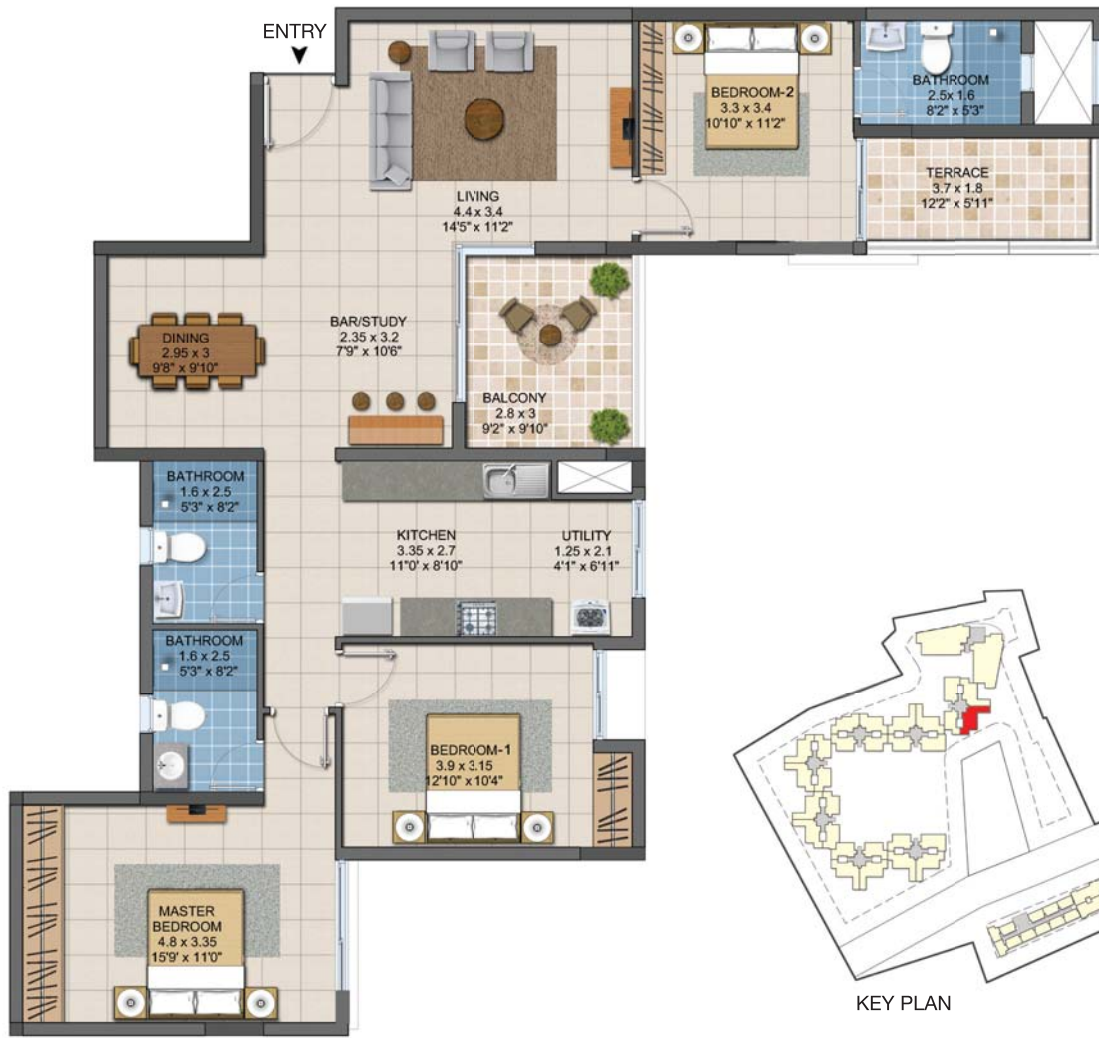 ENTRY
BEDROOM-2
3.3 x 3.4
10'10" x 11'2"
BATHROOM
2.5x 1.6
8'2" x 5'3"
TERRACE
3.7 x 1.8
12'2" x 5'11"
LIVING
4.4 x 3.4
14'5" x 11'2"
DINING
2.95 x 3
9'8" x 9'10"
BAR/STUDY
2.35 x 3.2
7'9" x 10'6"
BALCONY
2.8 x 3
9'2" x 9'10"
BATHROOM
1.6 x 2.5
5'3" x 8'2"
KITCHEN
3.35 x 2.7
11'0' x 8'10"
UTILITY
1.25 x 2.1
4'1" x 6'11"
BATHROOM
1.6 x 2.5
5'3" x 8'2"
BEDROOM-1
3.9 x 3.15
12'10" x 10'4"
MASTER
BEDROOM
4.8 x 3.35
15'9' x 11'0"
KEY PLAN